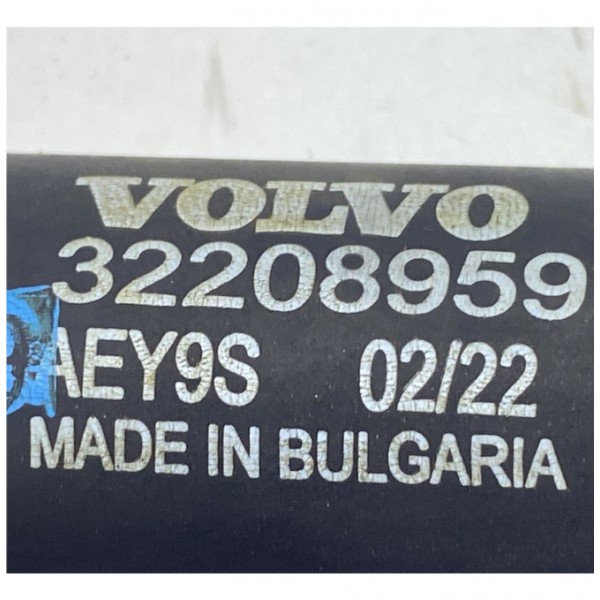 VOLVO
32208959
AEY9S 02/22
MADE IN BULGARIA